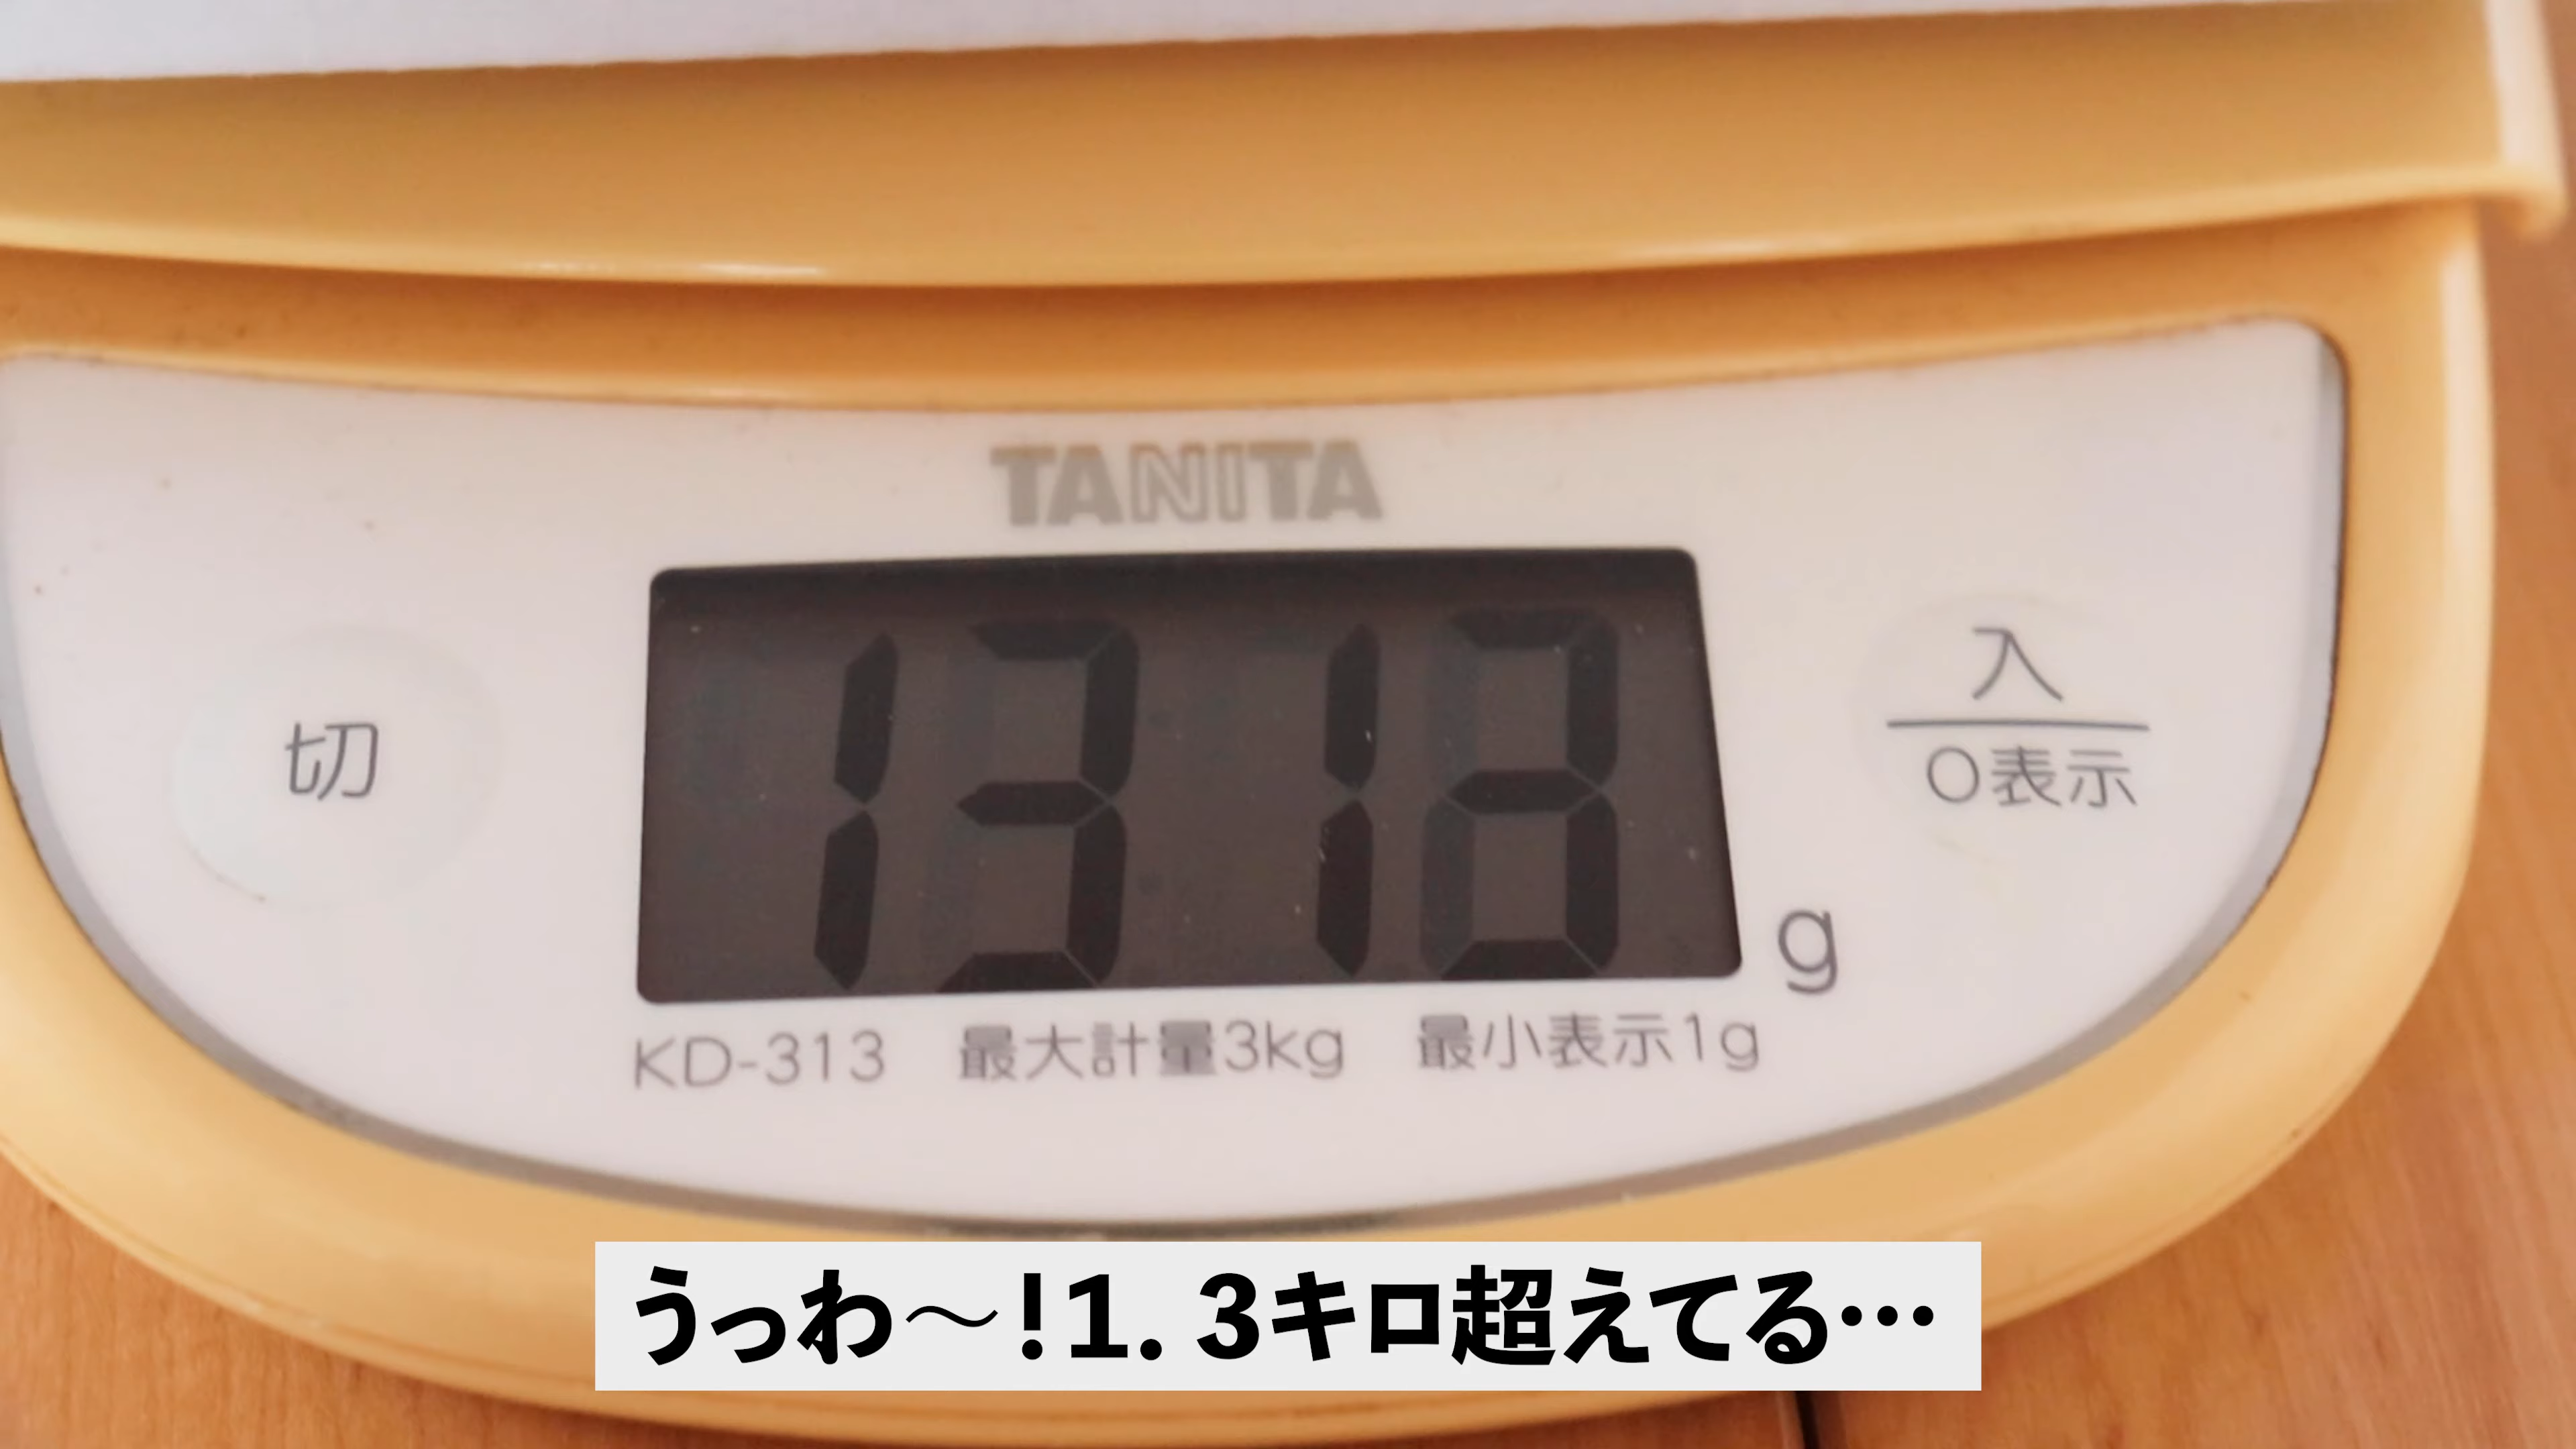 TANITA
切
1318
g
入
0表示
KD-313 最大計量3kg 最小表示1g
うっわ〜!1.3キロ超えてる…